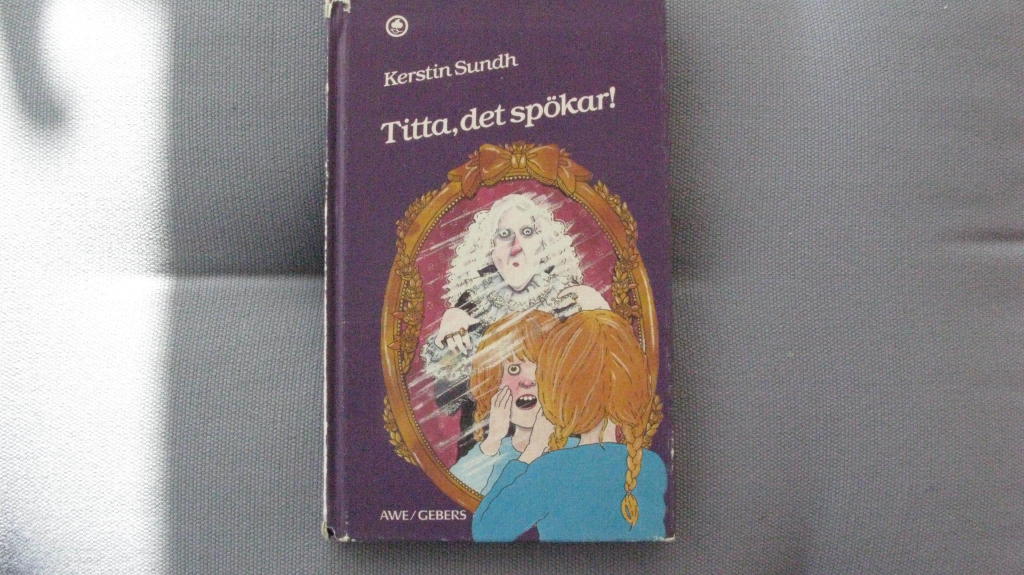 Kerstin Sundh
Titta, det spökar!
AWE/GEBERS